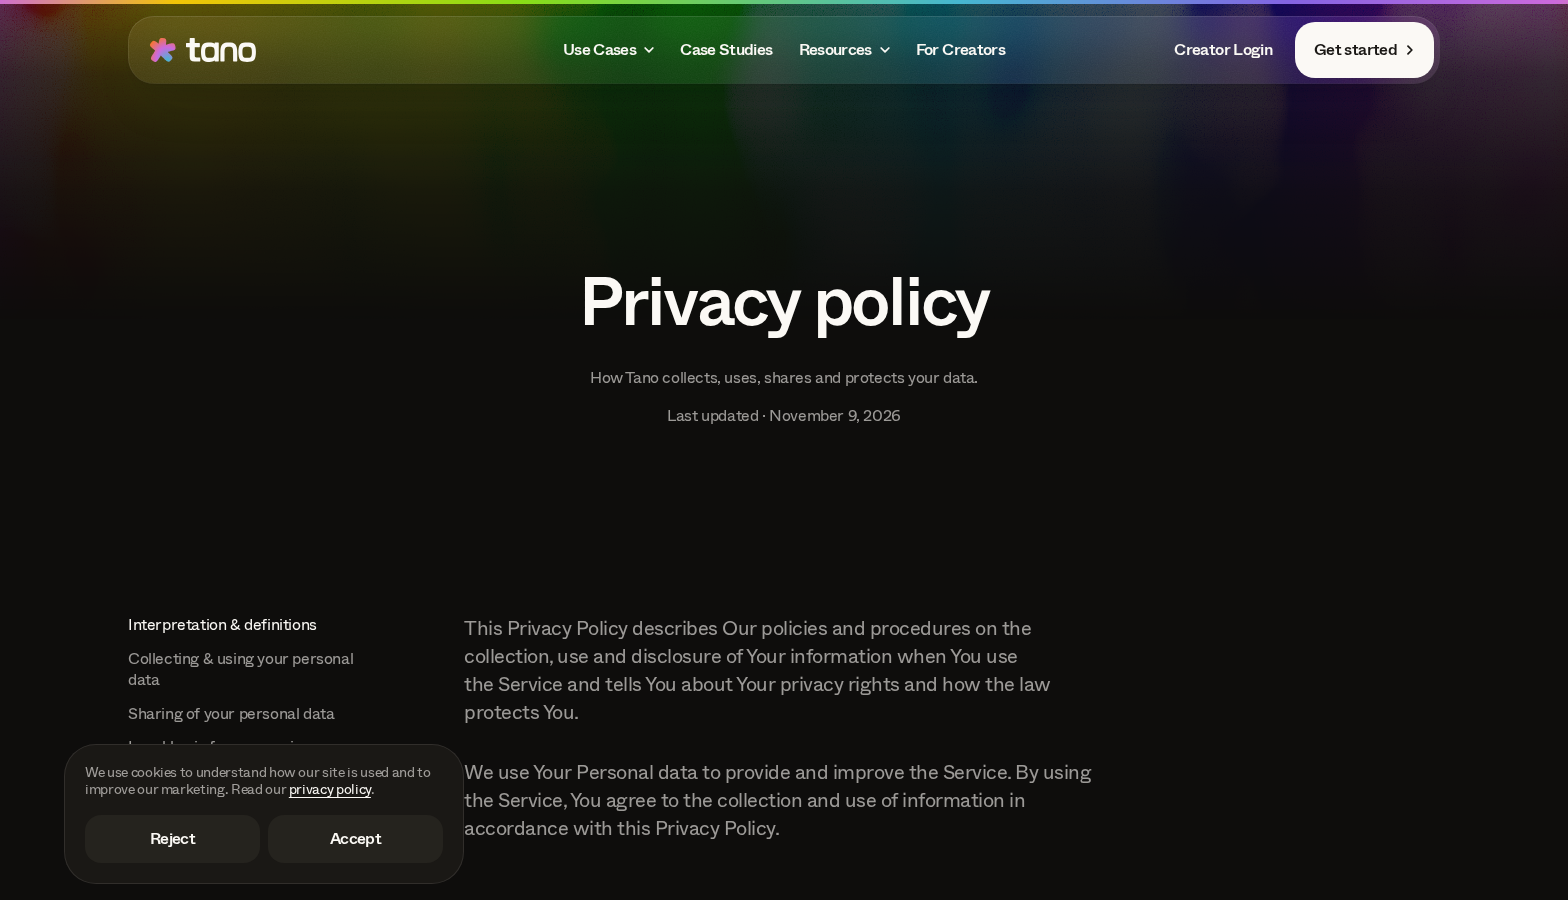 tano
Use Cases
Case Studies
Resources
For Creators
Creator Login
Get started
Privacy policy
How Tano collects, uses, shares and protects your data.
Last updated · November 9, 2026
Interpretation & definitions
Collecting & using your personal
data
Sharing of your personal data
This Privacy Policy describes Our policies and procedures on the
collection, use and disclosure of Your information when You use
the Service and tells You about Your privacy rights and how the law
protects You.
We use Your Personal data to provide and improve the Service. By using
the Service, You agree to the collection and use of information in
accordance with this Privacy Policy.
We use cookies to understand how our site is used and to
improve our marketing. Read our privacy policy.
Reject
Accept